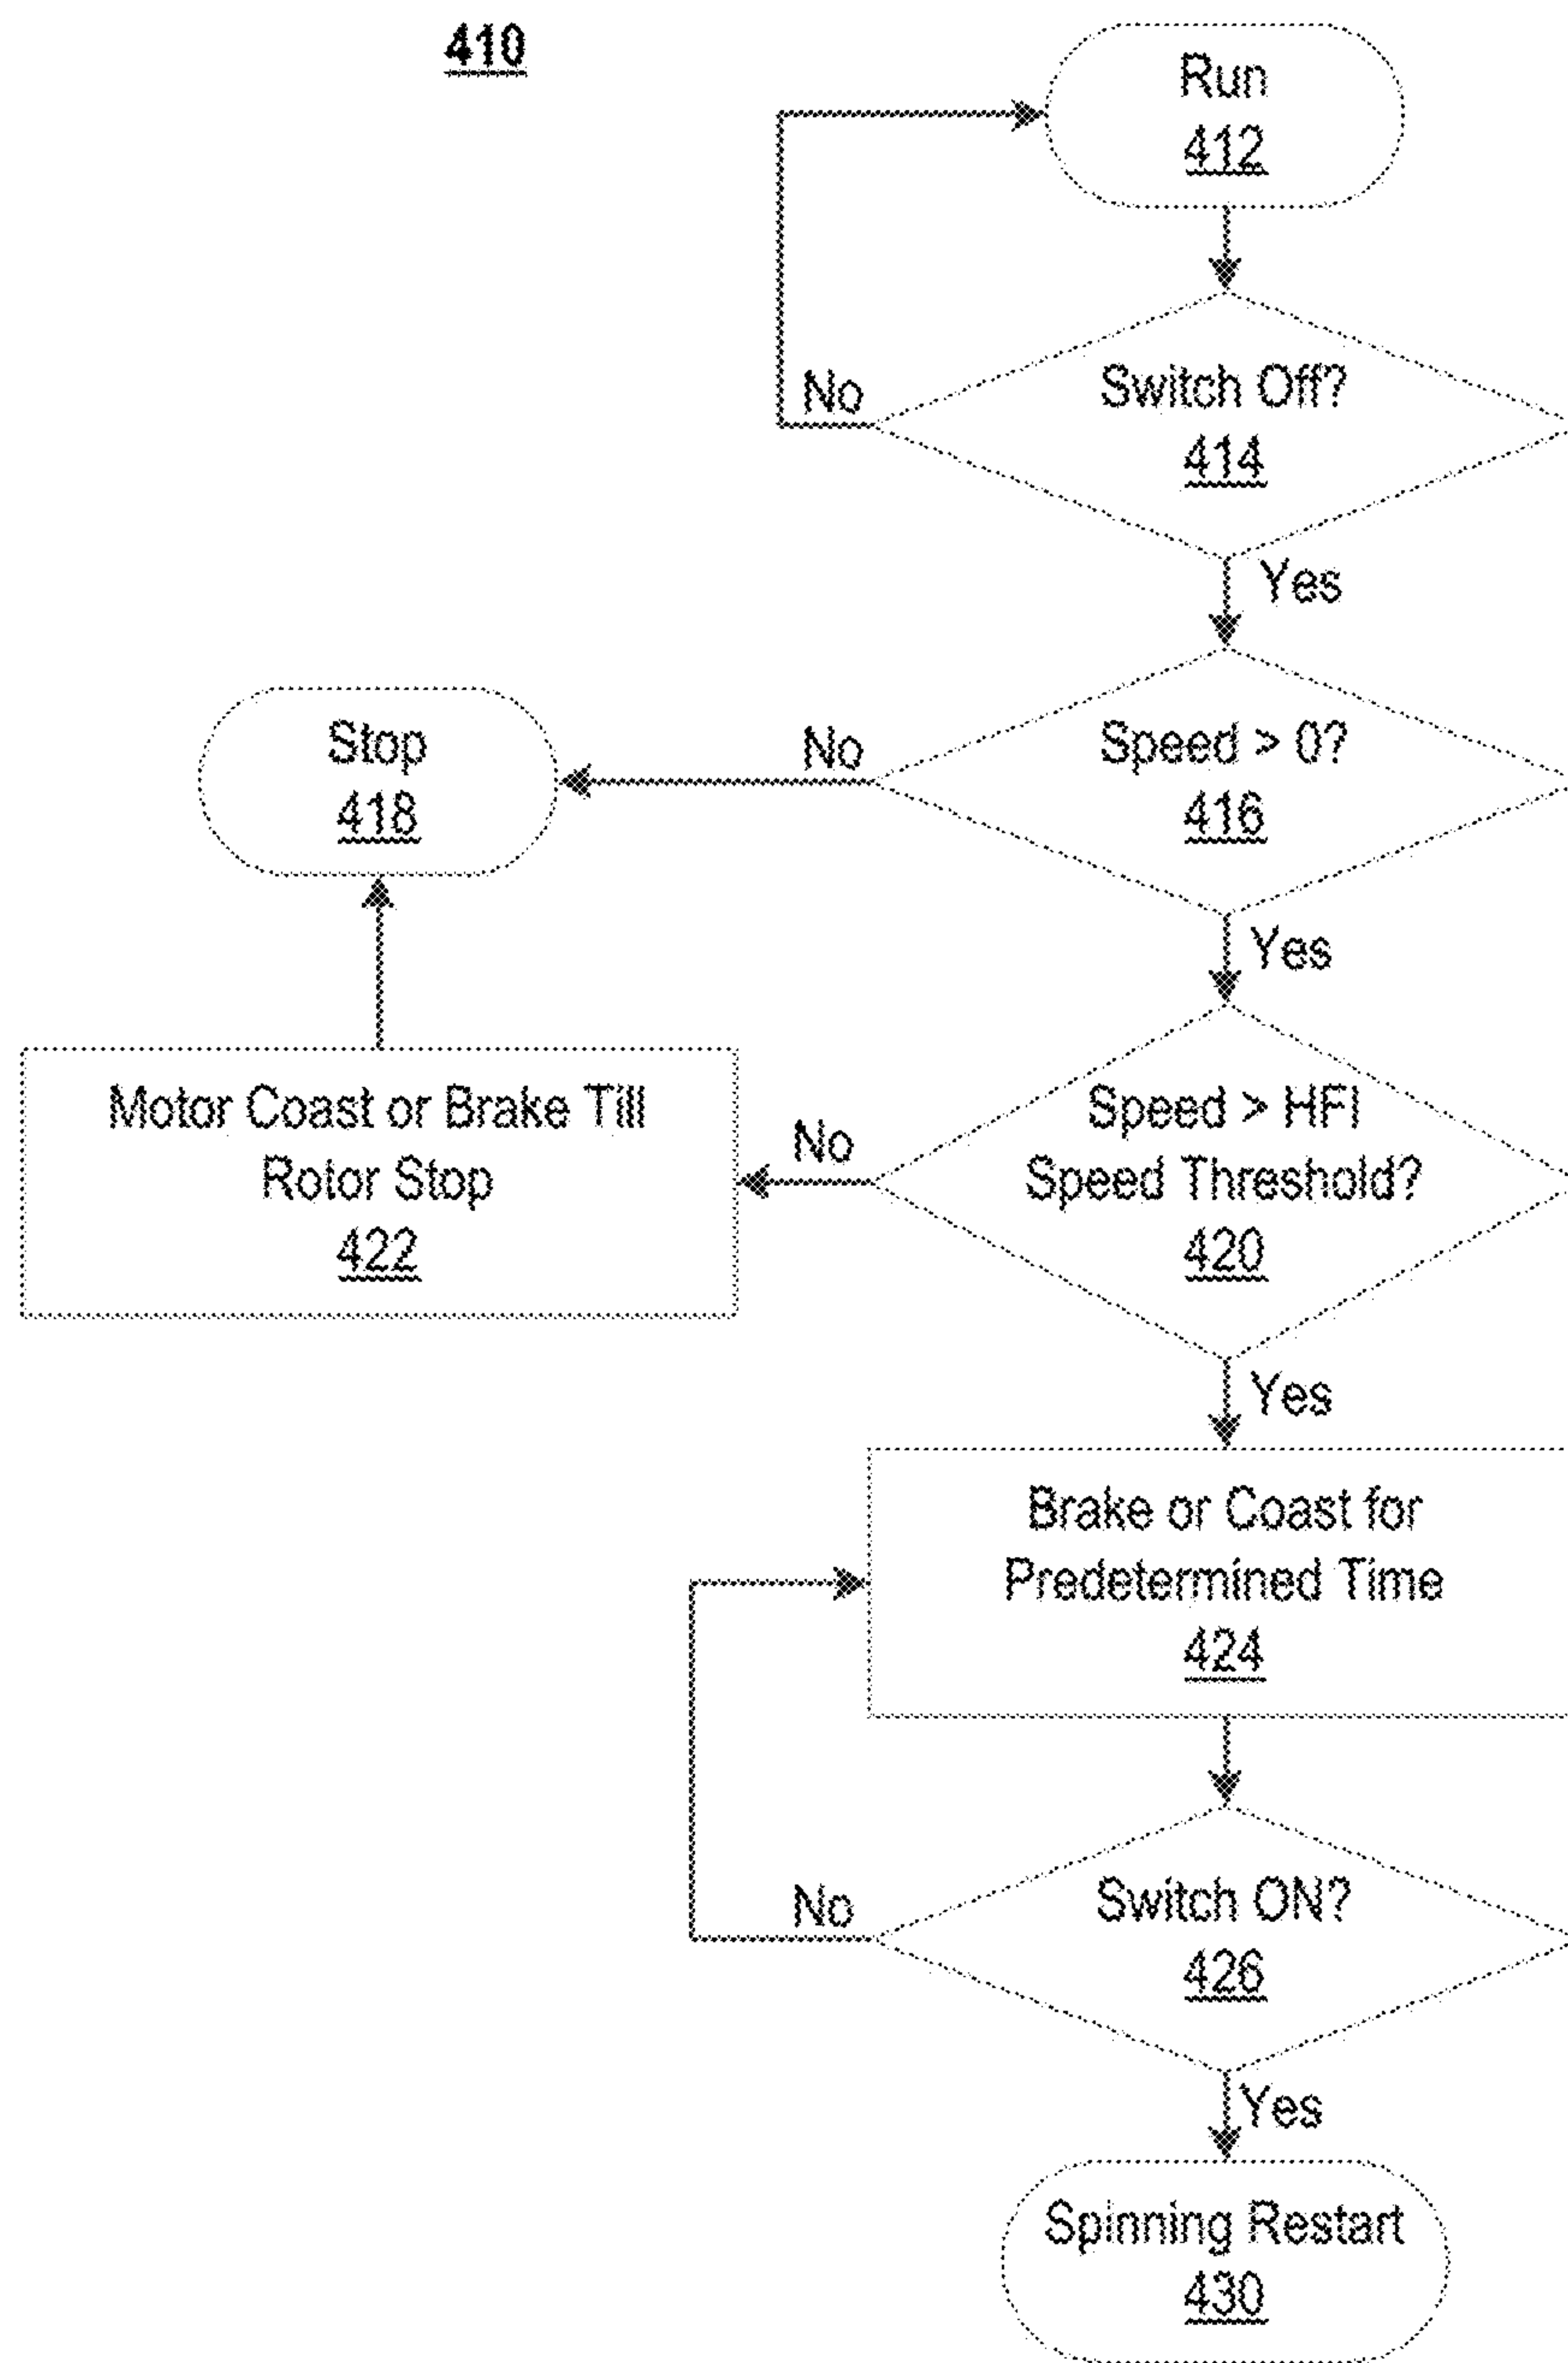 410
Run
412
Switch Off?
414
No
Yes
Speed > 0?
416
No
Stop
418
Yes
Speed > HFI
Speed Threshold?
420
No
Motor Coast or Brake Till
Rotor Stop
422
Yes
Brake or Coast for
Predetermined Time
424
Switch ON?
426
No
Yes
Spinning Restart
430